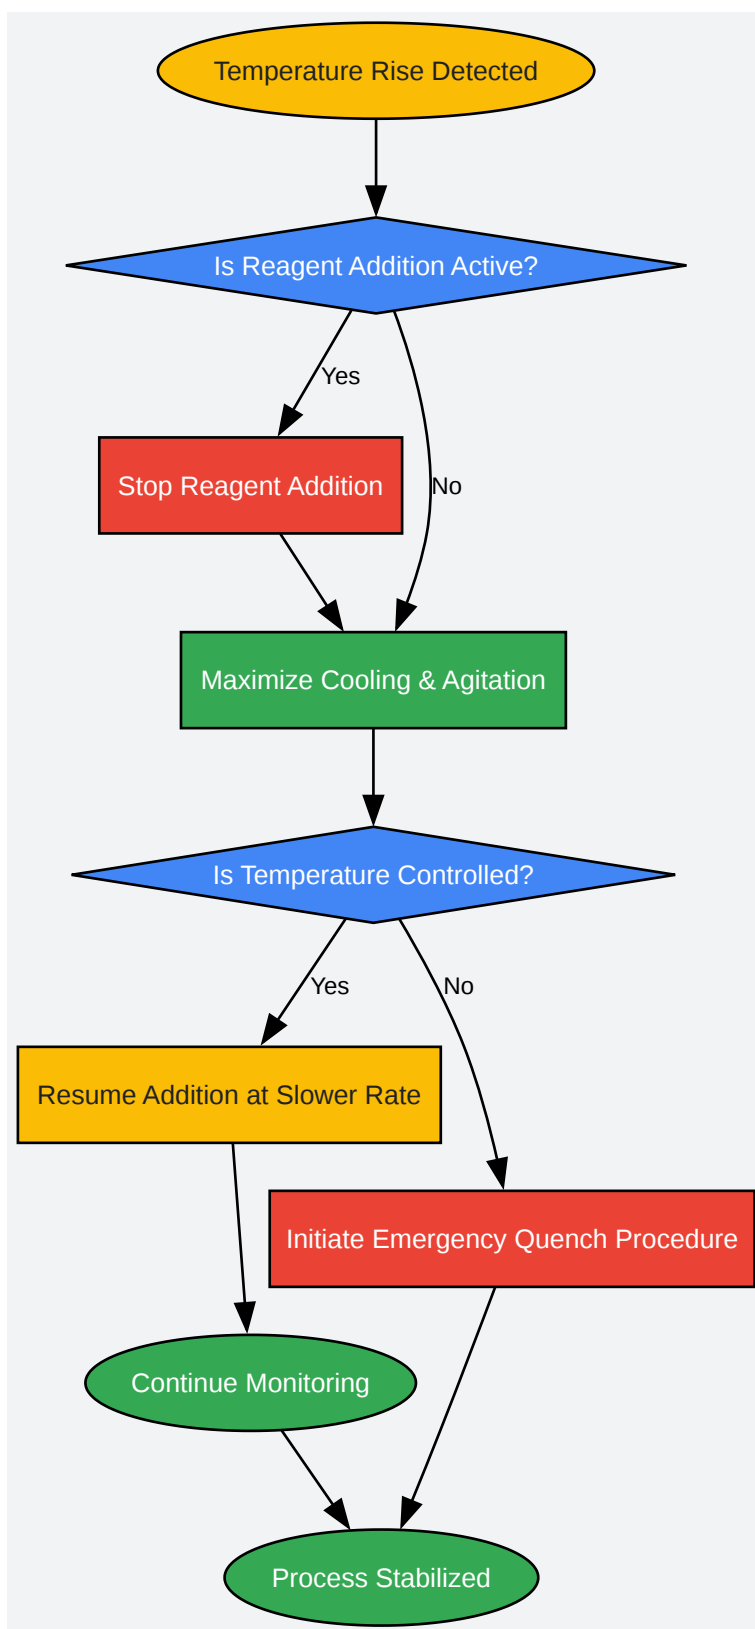 Temperature Rise Detected
Is Reagent Addition Active?
Yes
Stop Reagent Addition
No
Maximize Cooling & Agitation
Is Temperature Controlled?
Yes
No
Resume Addition at Slower Rate
Initiate Emergency Quench Procedure
Continue Monitoring
Process Stabilized